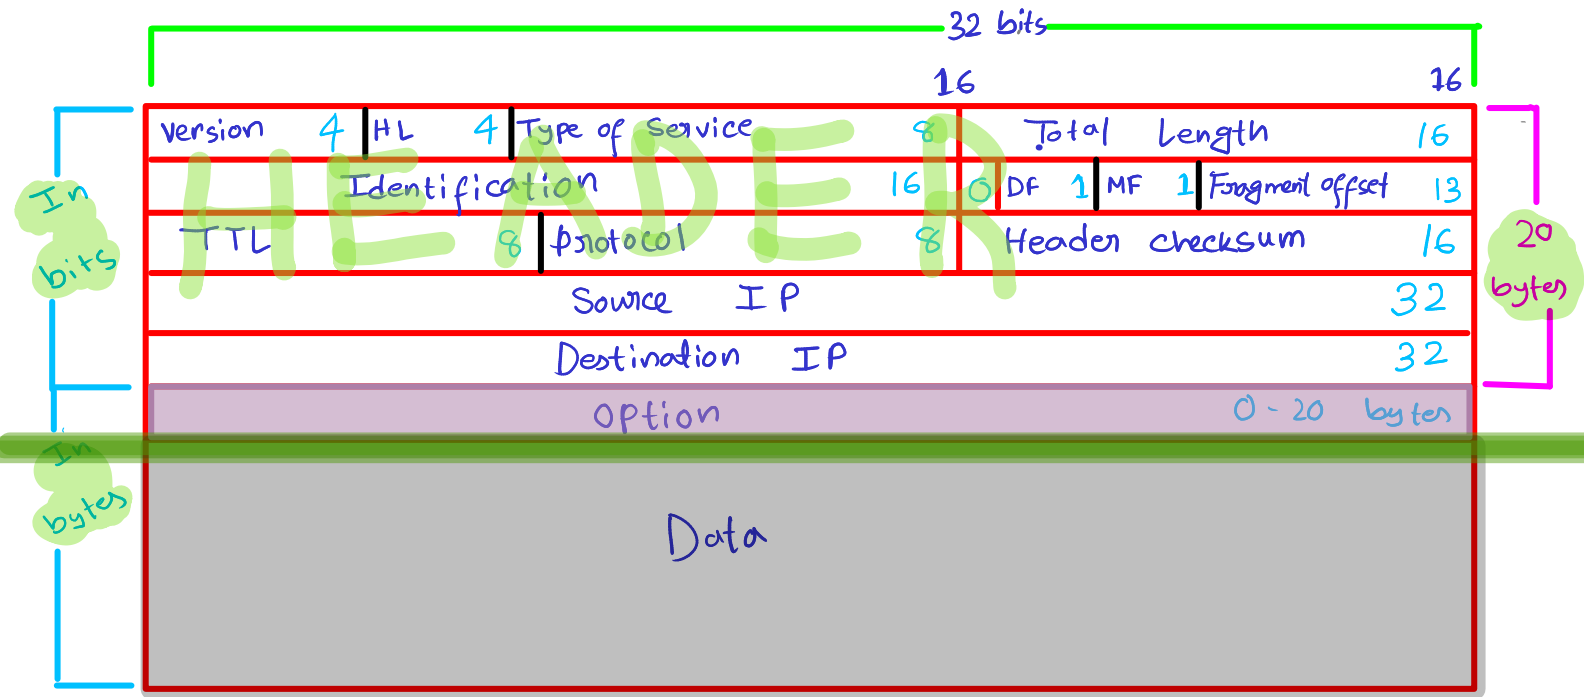 32 bits
16 16
Version 4 HL 4 Type of Service 8 Total Length 16
Identification 16 0 DF 1 MF 1 Fragment offset 13
TTL 8 protocol 8 Header checksum 16
HEADER
Source IP 32
Destination IP 32
option 0-20 bytes
Data
In
bits
In
bytes
20
bytes